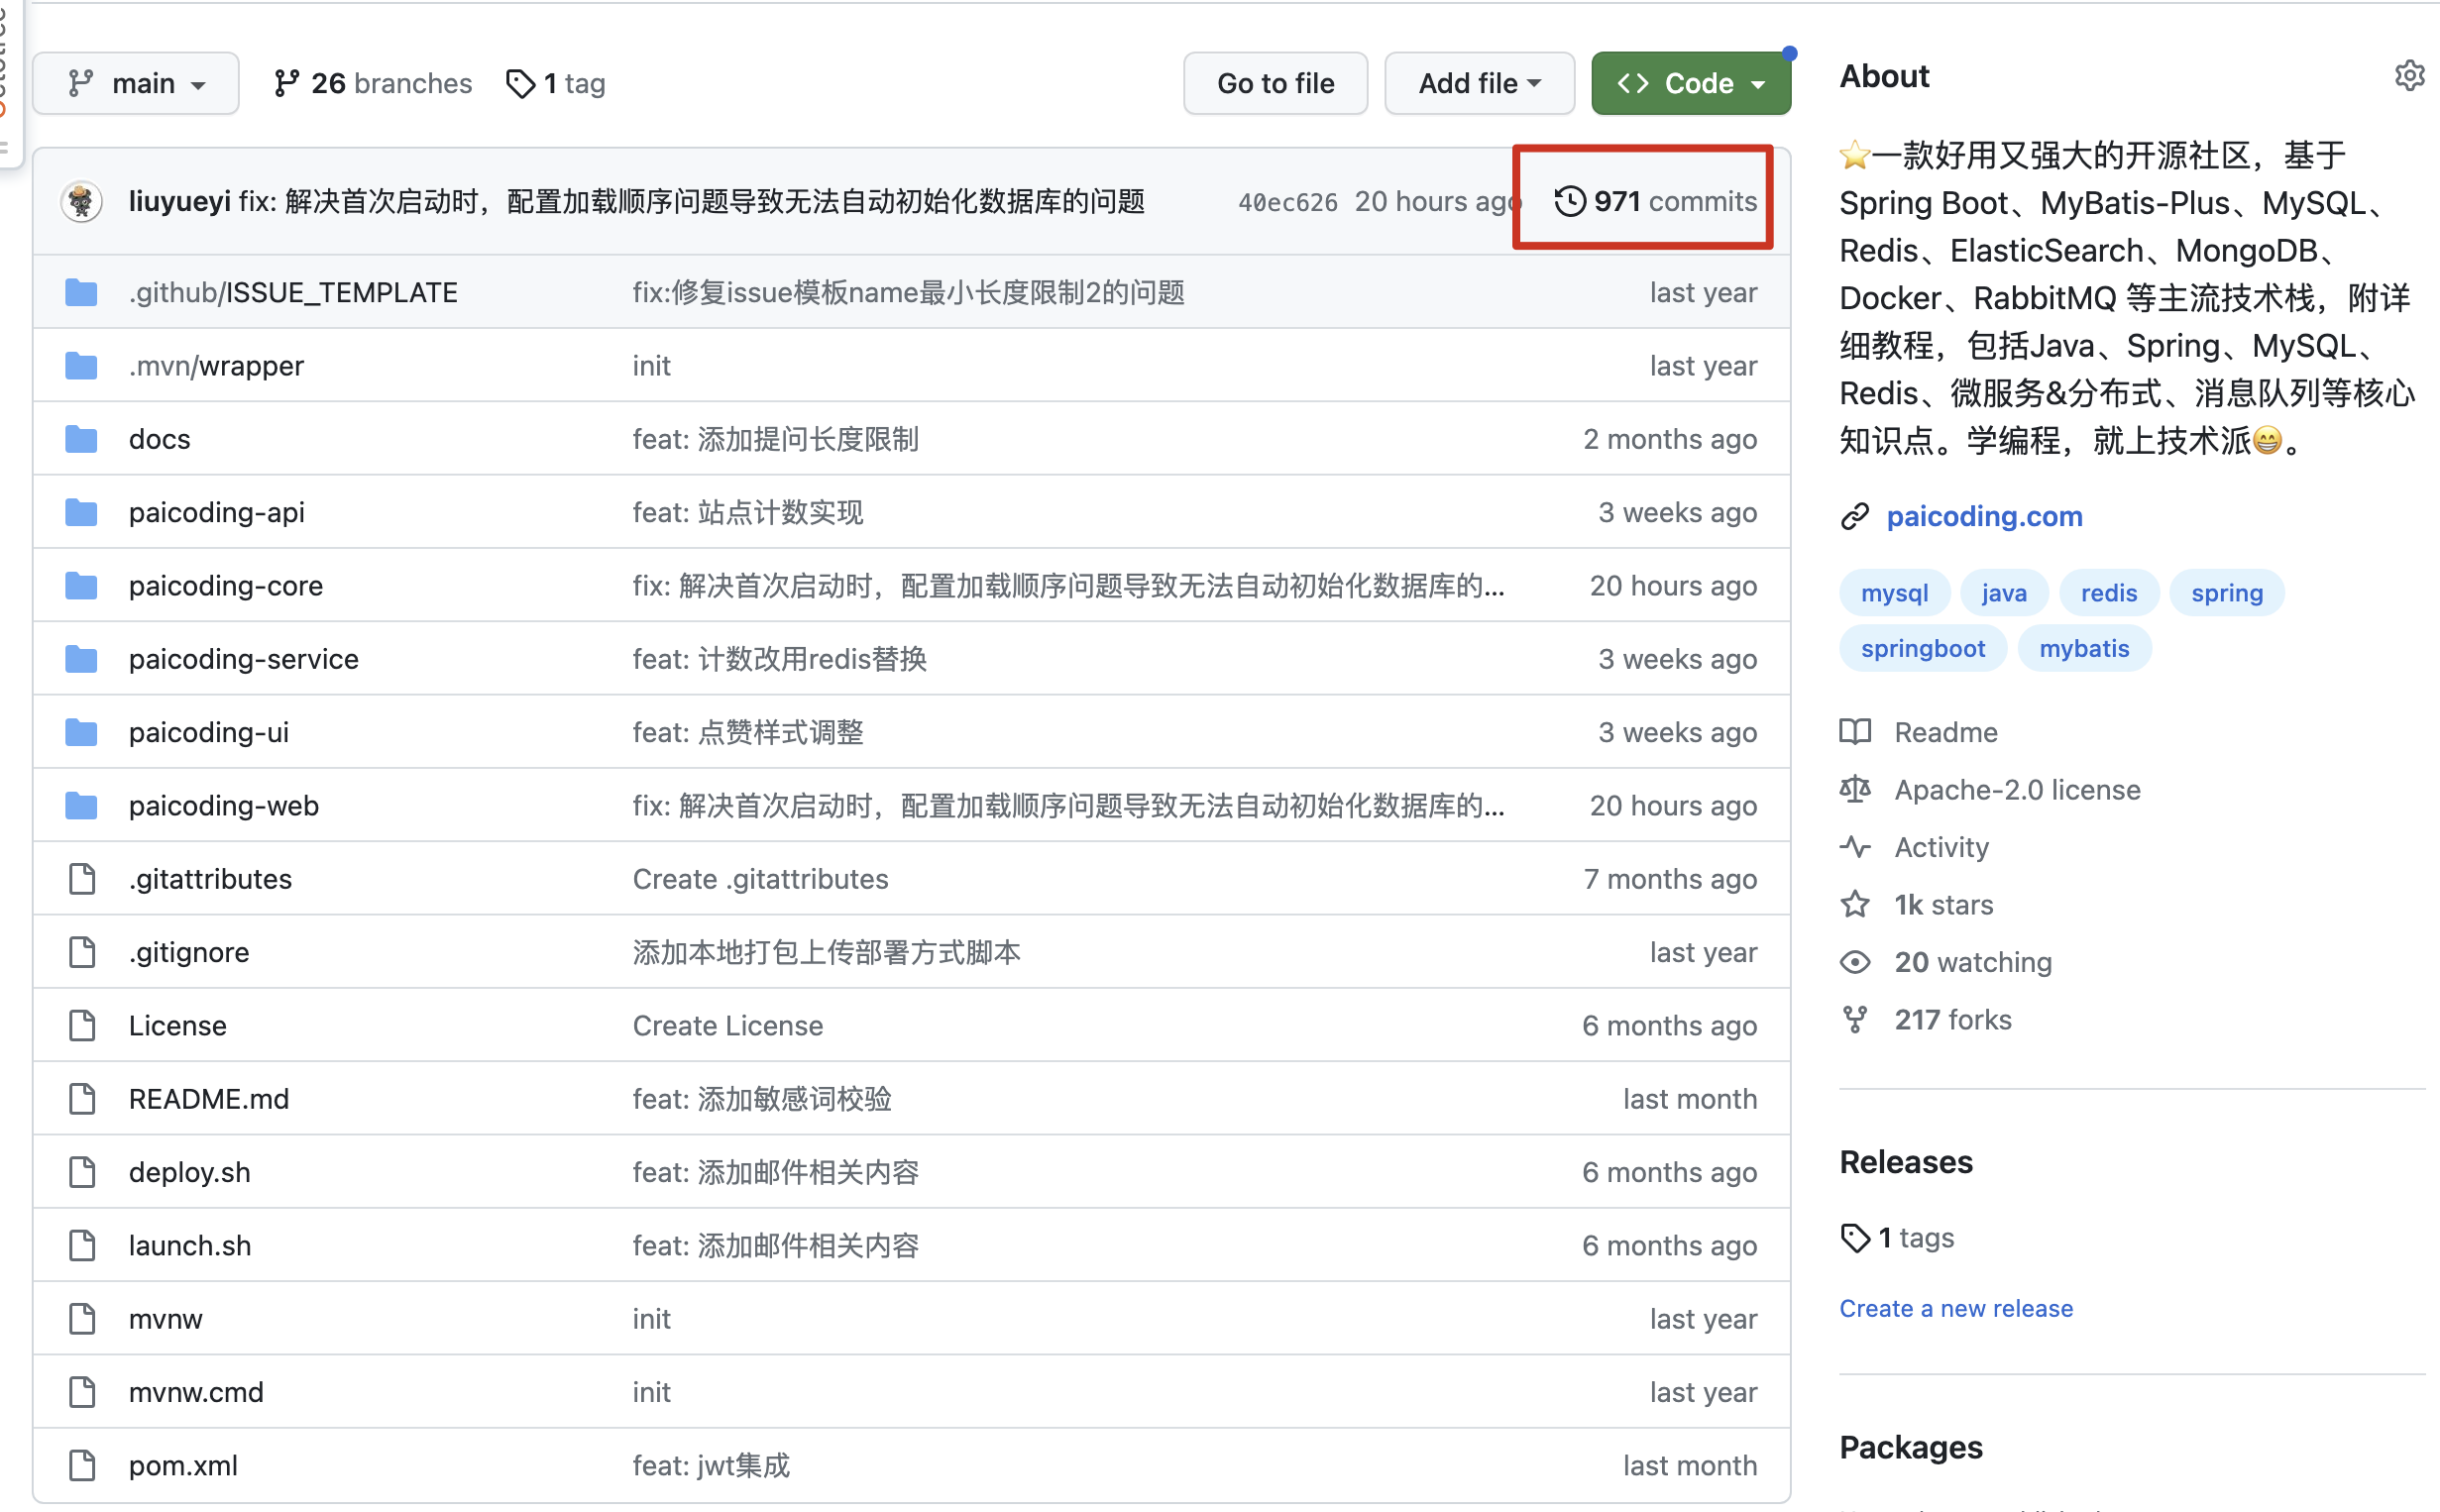 main
26 branches
1 tag
Go to file
Add file
Code
liuyueyi fix: 解决首次启动时，配置加载顺序问题导致无法自动初始化数据库的问题
40ec626 20 hours ago
971 commits
.github/ISSUE_TEMPLATE fix:修复issue模板name最小长度限制2的问题 last year
.mvn/wrapper init last year
docs feat: 添加提问长度限制 2 months ago
paicoding-api feat: 站点计数实现 3 weeks ago
paicoding-core fix: 解决首次启动时，配置加载顺序问题导致无法自动初始化数据库的... 20 hours ago
paicoding-service feat: 计数改用redis替换 3 weeks ago
paicoding-ui feat: 点赞样式调整 3 weeks ago
paicoding-web fix: 解决首次启动时，配置加载顺序问题导致无法自动初始化数据库的... 20 hours ago
.gitattributes Create .gitattributes 7 months ago
.gitignore 添加本地打包上传部署方式脚本 last year
License Create License 6 months ago
README.md feat: 添加敏感词校验 last month
deploy.sh feat: 添加邮件相关内容 6 months ago
launch.sh feat: 添加邮件相关内容 6 months ago
mvnw init last year
mvnw.cmd init last year
pom.xml feat: jwt集成 last month
About
⭐一款好用又强大的开源社区，基于
Spring Boot、MyBatis-Plus、MySQL、
Redis、ElasticSearch、MongoDB、
Docker、RabbitMQ 等主流技术栈，附详
细教程，包括Java、Spring、MySQL、
Redis、微服务&分布式、消息队列等核心
知识点。学编程，就上技术派😁。
paicoding.com
mysql java redis spring
springboot mybatis
Readme
Apache-2.0 license
Activity
1k stars
20 watching
217 forks
Releases
1 tags
Create a new release
Packages